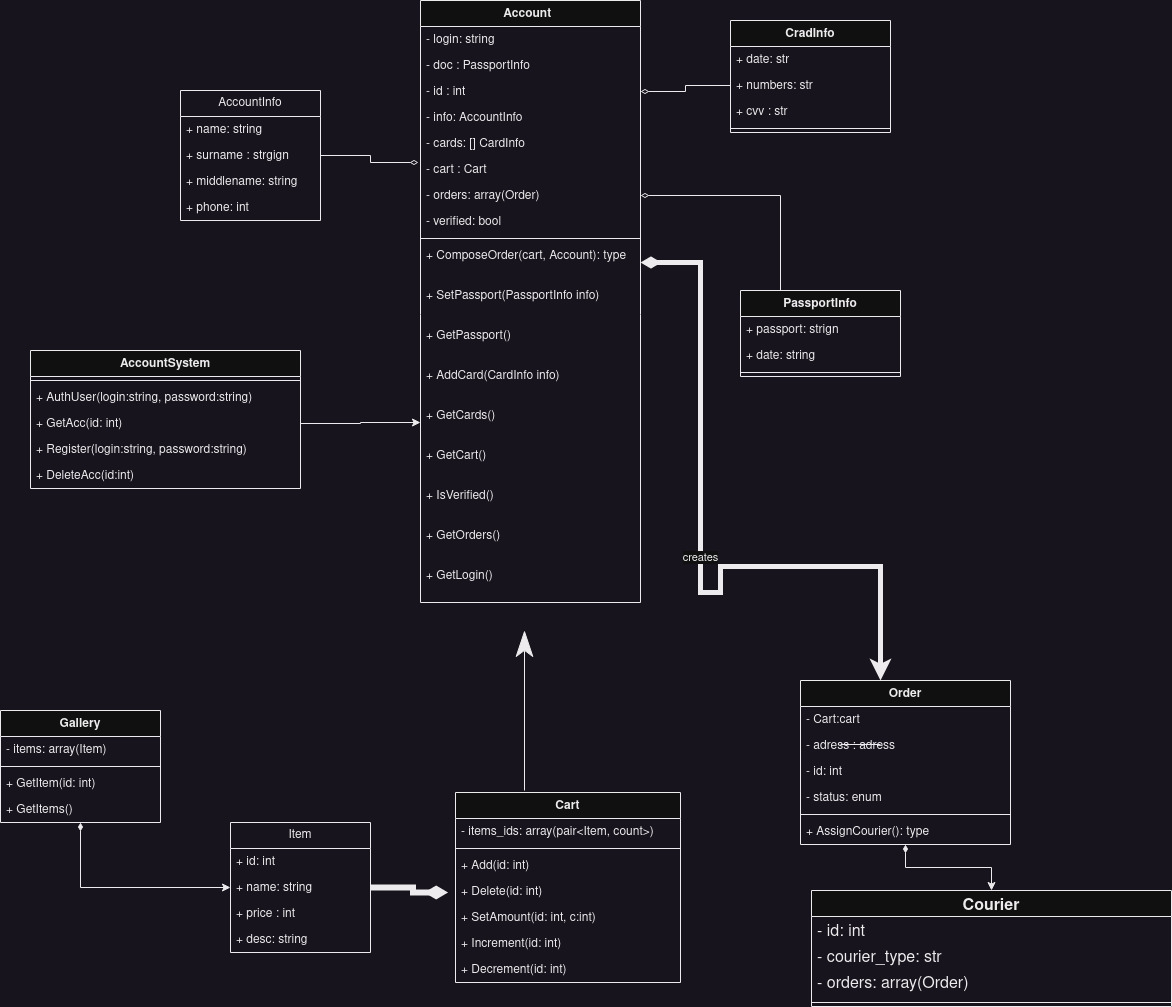 Account
- login: string
- doc : PassportInfo
- id : int
- info: AccountInfo
- cards: [] CardInfo
- cart : Cart
- orders: array(Order)
- verified: bool
+ ComposeOrder(cart, Account): type
+ SetPassport(PassportInfo info)
+ GetPassport()
+ AddCard(CardInfo info)
+ GetCards()
+ GetCart()
+ IsVerified()
+ GetOrders()
+ GetLogin()
CradInfo
+ date: str
+ numbers: str
+ cvv : str
AccountInfo
+ name: string
+ surname : strgign
+ middlename: string
+ phone: int
PassportInfo
+ passport: strign
+ date: string
AccountSystem
+ AuthUser(login:string, password:string)
+ GetAcc(id: int)
+ Register(login:string, password:string)
+ DeleteAcc(id:int)
creates
Order
- Cart:cart
- adress : adress
- id: int
- status: enum
+ AssignCourier(): type
Gallery
- items: array(Item)
+ GetItem(id: int)
+ GetItems()
Item
+ id: int
+ name: string
+ price : int
+ desc: string
Cart
- items_ids: array(pair<Item, count>)
+ Add(id: int)
+ Delete(id: int)
+ SetAmount(id: int, c:int)
+ Increment(id: int)
+ Decrement(id: int)
Courier
- id: int
- courier_type: str
- orders: array(Order)